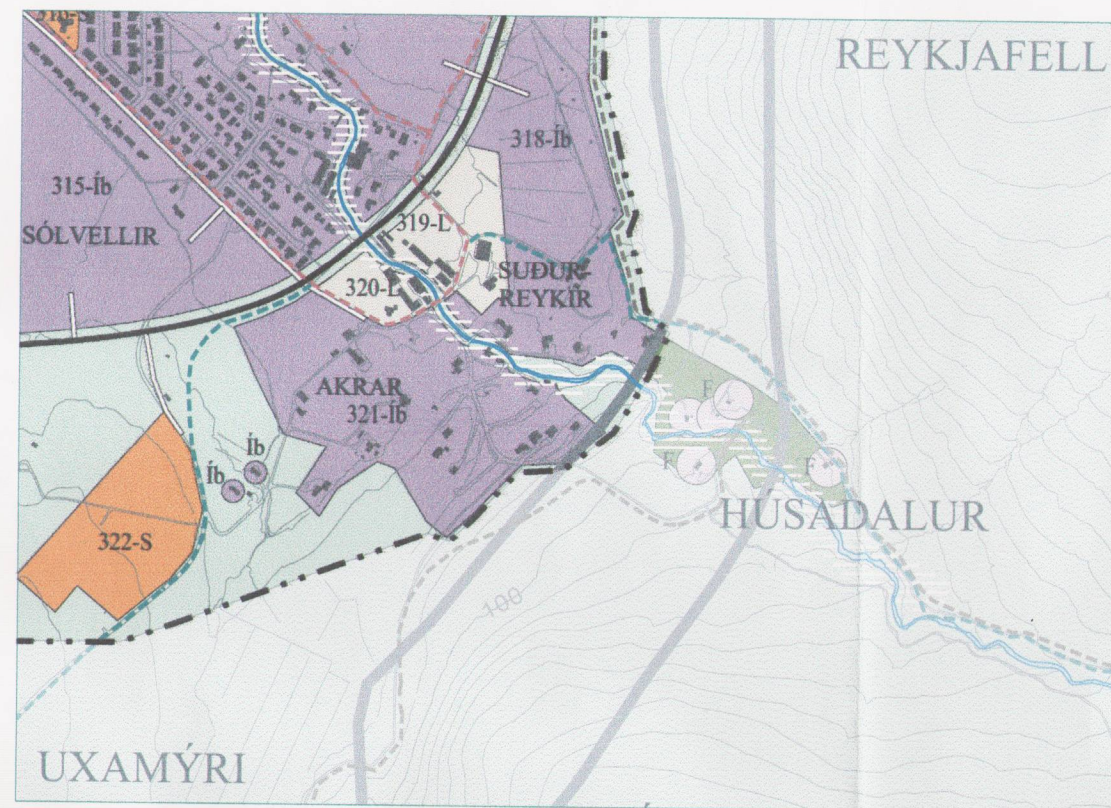 316-S
REYKJAFELL
318-Íb
315-Íb
SÓLVELLIR
319-L
320-L
SUÐUR-
REYKIR
AKRAR
321-Íb
F
F
F
Íb
Íb
HÚSADALUR
322-S
100
UXAMÝRI